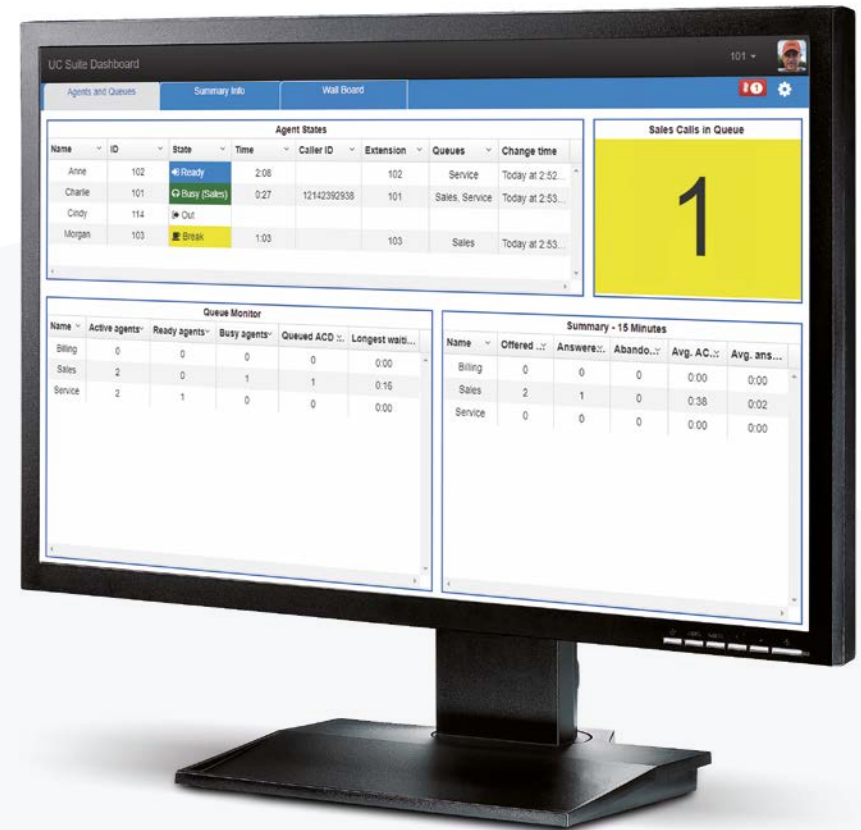 UC Suite Dashboard 101
Agents and Queues Summary Info Wall Board 1
Agent States
Name ID State Time Caller ID Extension Queues Change time
Anne 102 Ready 2:08 102 Service Today at 2:52...
Charlie 101 Busy (Sales) 0:27 12142392938 101 Sales, Service Today at 2:53...
Cindy 114 Out
Morgan 103 Break 1:03 103 Sales Today at 2:53...
Sales Calls in Queue
1
Queue Monitor
Name Active agents Ready agents Busy agents Queued ACD ... Longest waiti...
Billing 0 0 0 0 0:00
Sales 2 0 1 1 0:16
Service 2 1 0 0 0:00
Summary - 15 Minutes
Name Offered ... Answere... Abando... Avg. AC... Avg. ans...
Billing 0 0 0 0:00 0:00
Sales 2 1 0 0:38 0:02
Service 0 0 0 0:00 0:00